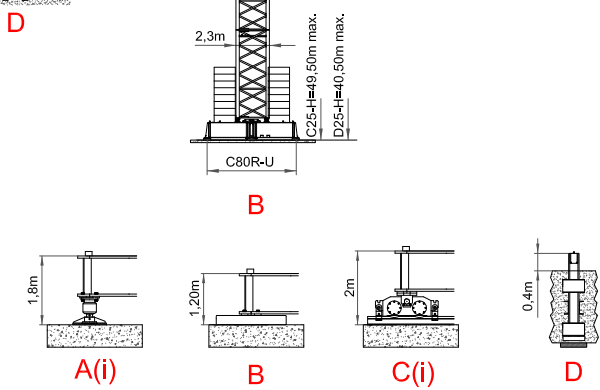 D
2,3m
C25-H=49,50m max.
D25-H=40,50m max.
C80R-U
B
1,8m
1,20m
2m
0,4m
A(i)
B
C(i)
D